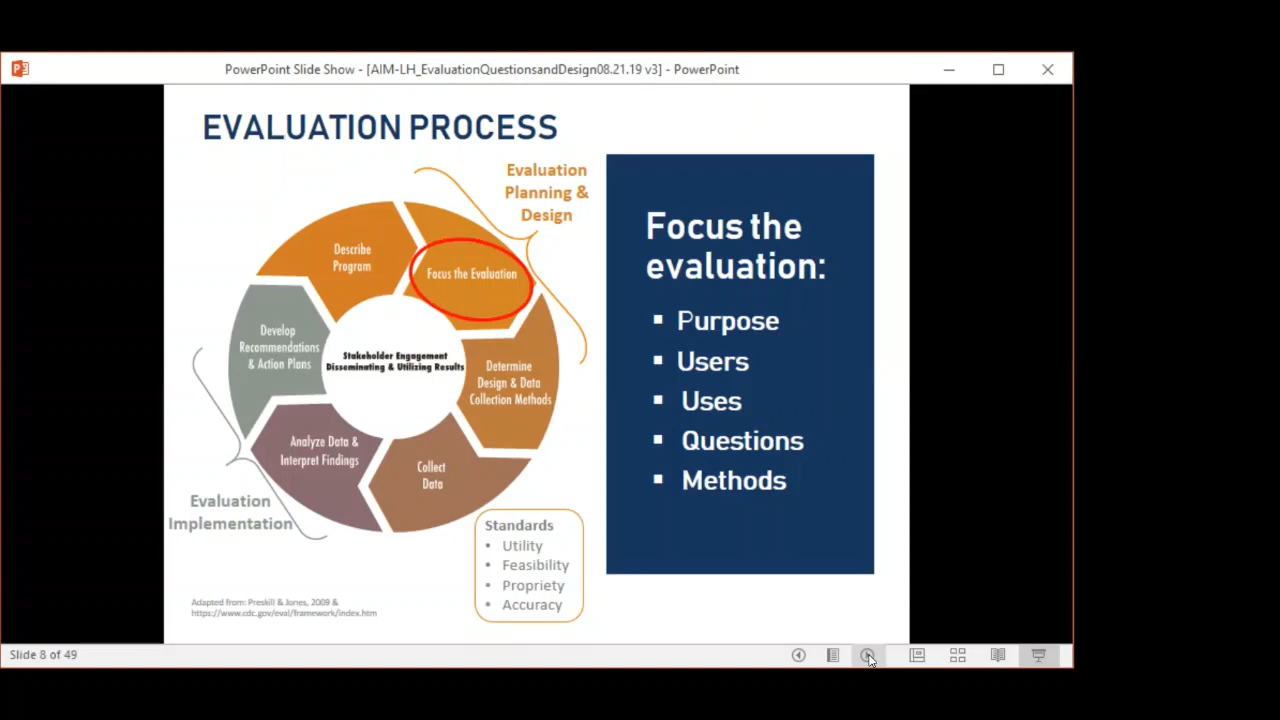 PowerPoint Slide Show - [AIM-LH_EvaluationQuestionsandDesign08.21.19 v3] - PowerPoint
EVALUATION PROCESS
Evaluation
Planning &
Design
Describe
Program
Focus the Evaluation
Develop
Recommendations
& Action Plans
Stakeholder Engagement
Disseminating & Utilizing Results
Determine
Design & Data
Collection Methods
Analyze Data &
Interpret Findings
Collect
Data
Evaluation
Implementation
Standards
• Utility
• Feasibility
• Propriety
• Accuracy
Adapted from: Preskill & Jones, 2009 &
https://www.cdc.gov/eval/framework/index.htm
Focus the
evaluation:
▪ Purpose
▪ Users
▪ Uses
▪ Questions
▪ Methods
Slide 8 of 49